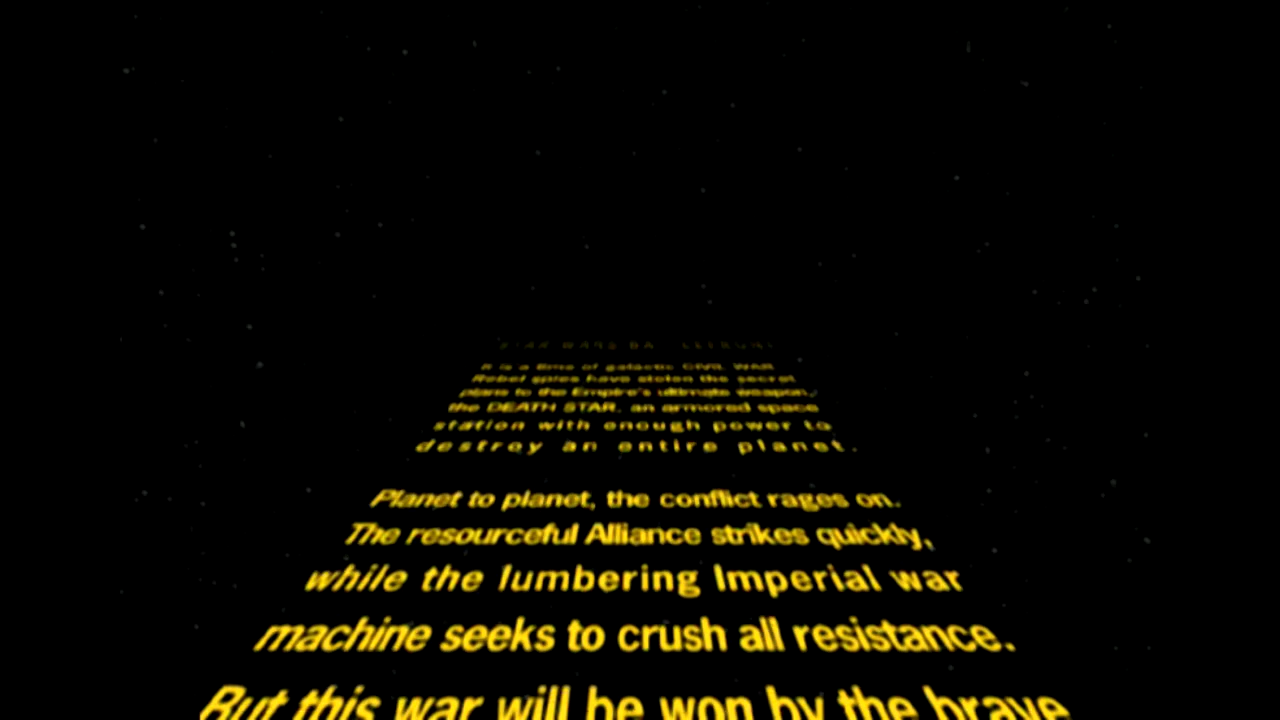 STAR WARS BATTLEFRONT
It is a time of galactic CIVIL WAR.
Rebel spies have stolen the secret
plans to the Empire's ultimate weapon,
the DEATH STAR, an armored space
station with enough power to
destroy an entire planet.
Planet to planet, the conflict rages on.
The resourceful Alliance strikes quickly,
while the lumbering Imperial war
machine seeks to crush all resistance.
But this war will be won by the brave